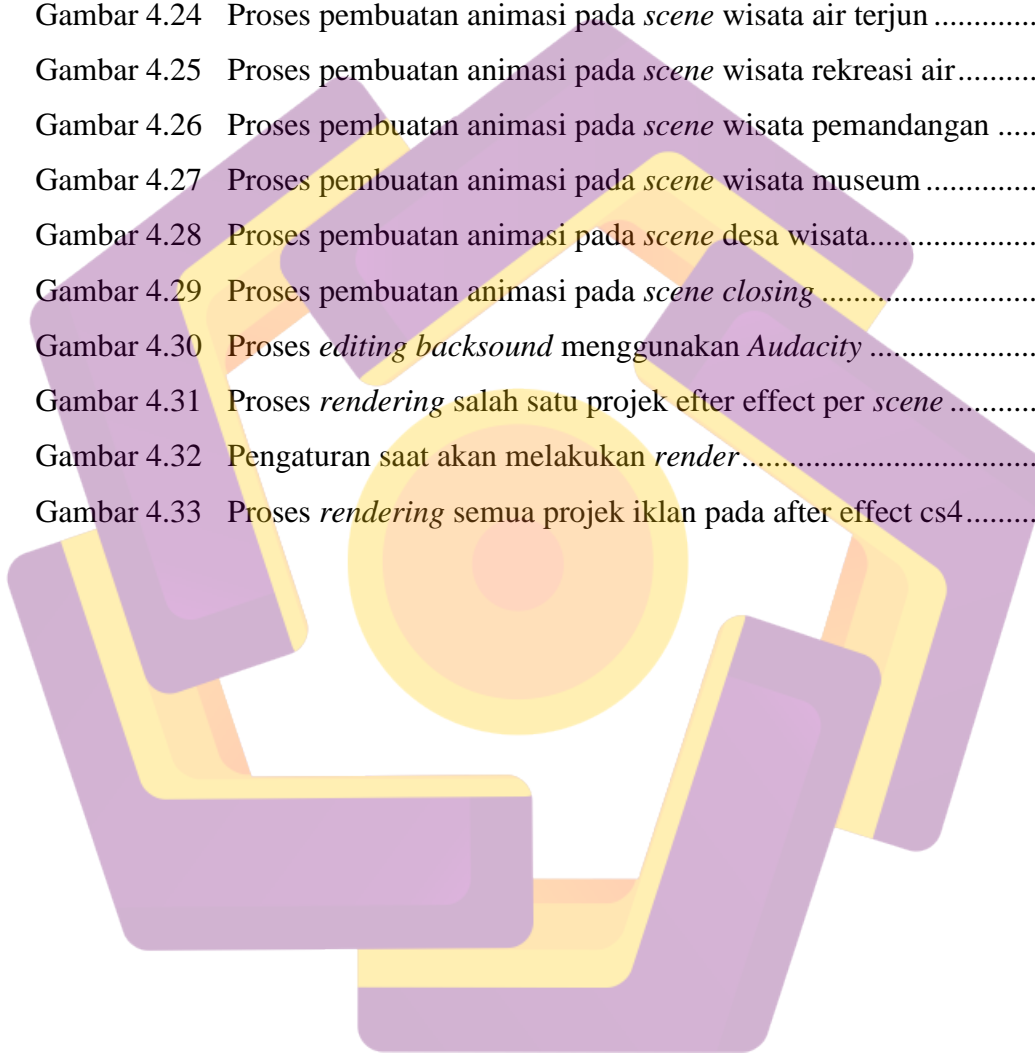 Gambar 4.24 Proses pembuatan animasi pada scene wisata air terjun .............
Gambar 4.25 Proses pembuatan animasi pada scene wisata rekreasi air..........
Gambar 4.26 Proses pembuatan animasi pada scene wisata pemandangan .....
Gambar 4.27 Proses pembuatan animasi pada scene wisata museum ..............
Gambar 4.28 Proses pembuatan animasi pada scene desa wisata.....................
Gambar 4.29 Proses pembuatan animasi pada scene closing ...........................
Gambar 4.30 Proses editing backsound menggunakan Audacity .....................
Gambar 4.31 Proses rendering salah satu projek efter effect per scene ...........
Gambar 4.32 Pengaturan saat akan melakukan render.....................................
Gambar 4.33 Proses rendering semua projek iklan pada after effect cs4.........